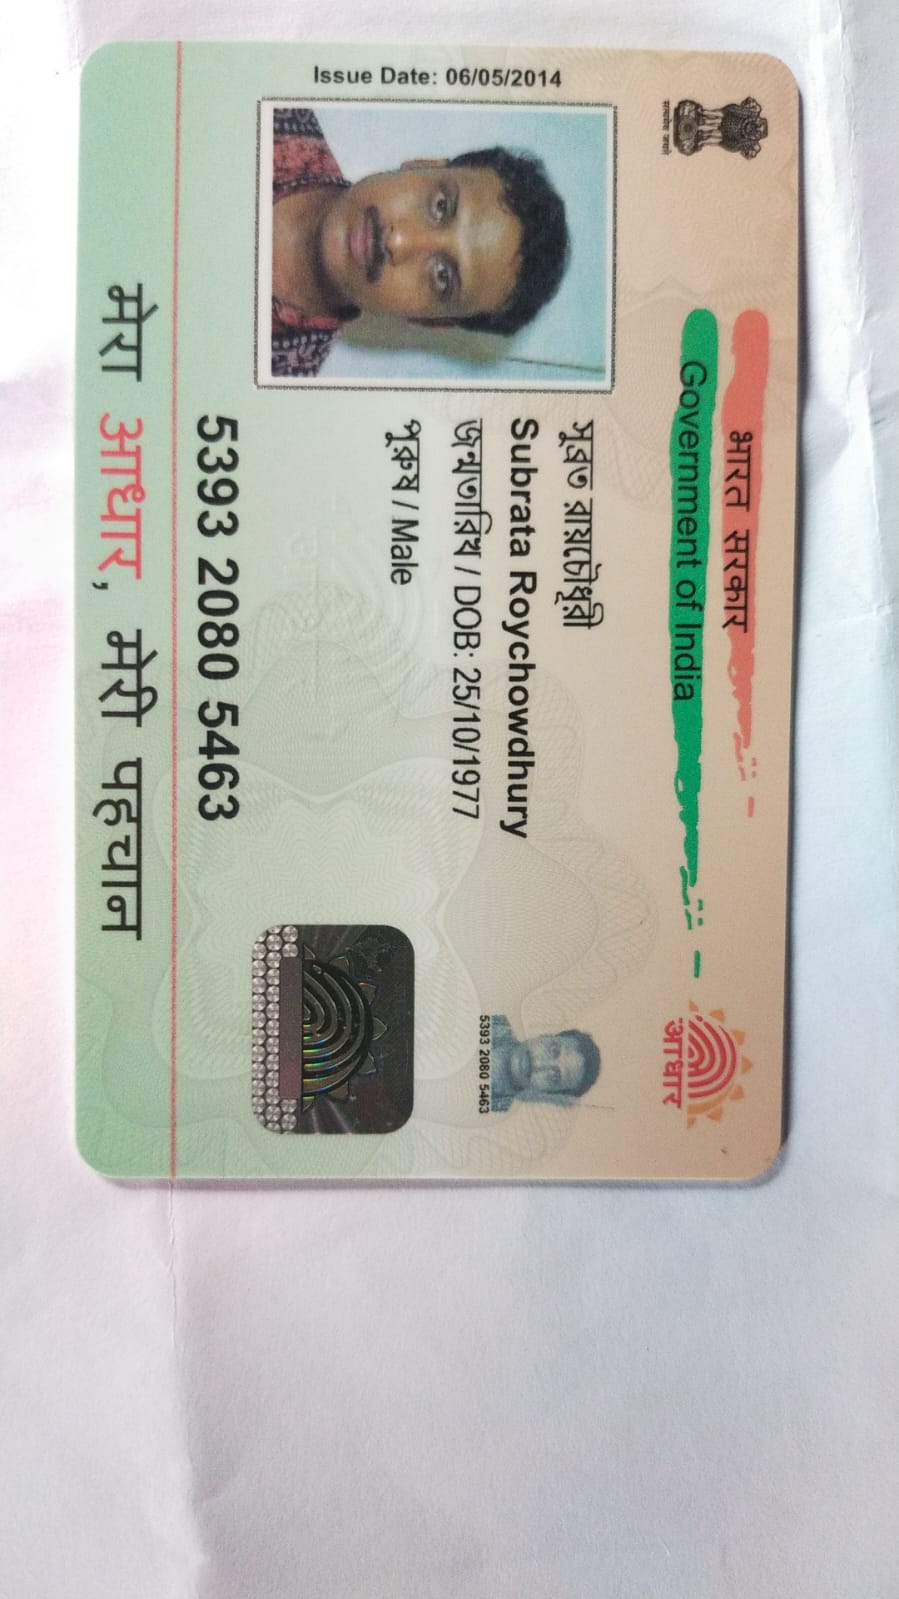 भारत सरकार
Government of India
Issue Date: 06/05/2014
सत्यमेव जयते
সুব্রত রায়চৌধুরী
Subrata Roychowdhury
জন্মতারিখ / DOB: 25/10/1977
পুরুষ / Male
आधार
5393 2080 5463
5393 2080 5463
मेरा आधार, मेरी पहचान